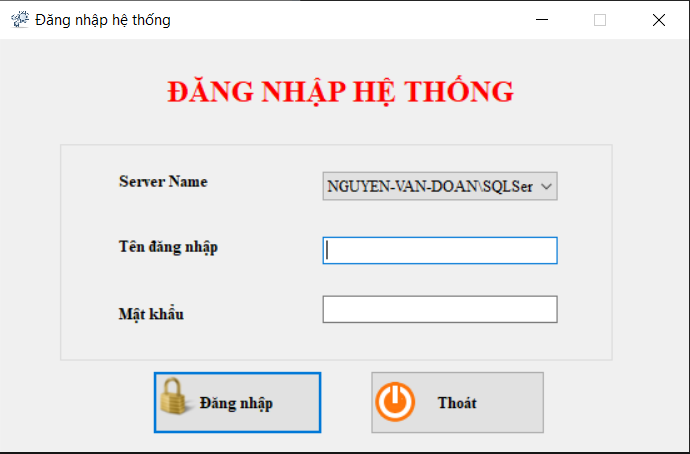 Đăng nhập hệ thống
ĐĂNG NHẬP HỆ THỐNG
Server Name
NGUYEN-VAN-DOAN\SQLSer
Tên đăng nhập
Mật khẩu
Đăng nhập
Thoát